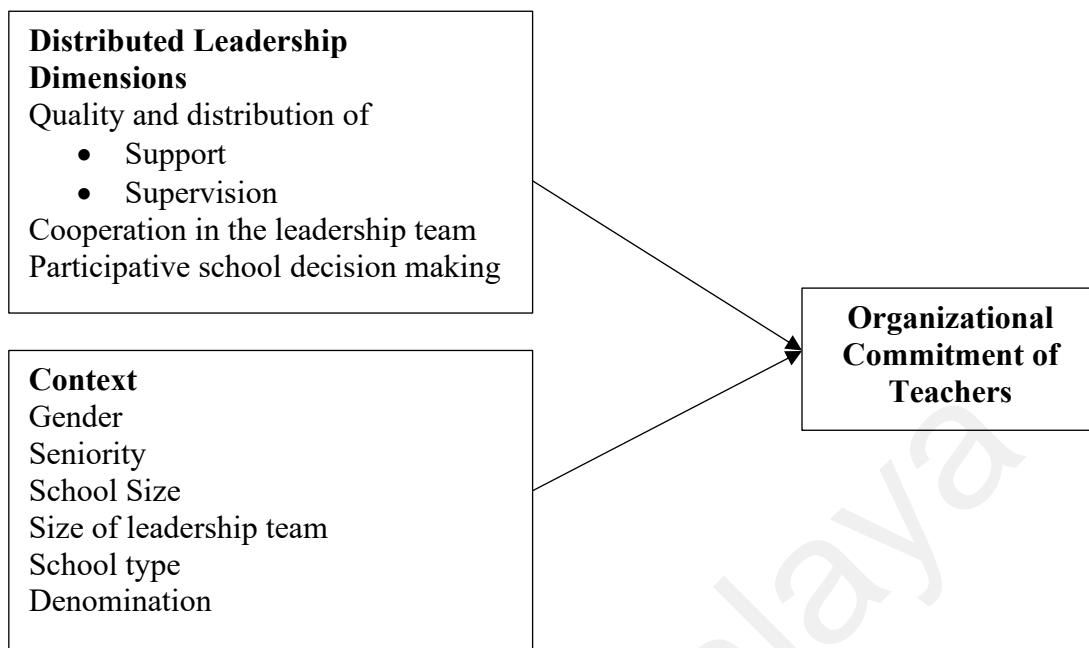 Distributed Leadership
Dimensions
Quality and distribution of
• Support
• Supervision
Cooperation in the leadership team
Participative school decision making
Context
Gender
Seniority
School Size
Size of leadership team
School type
Denomination
Organizational
Commitment of
Teachers